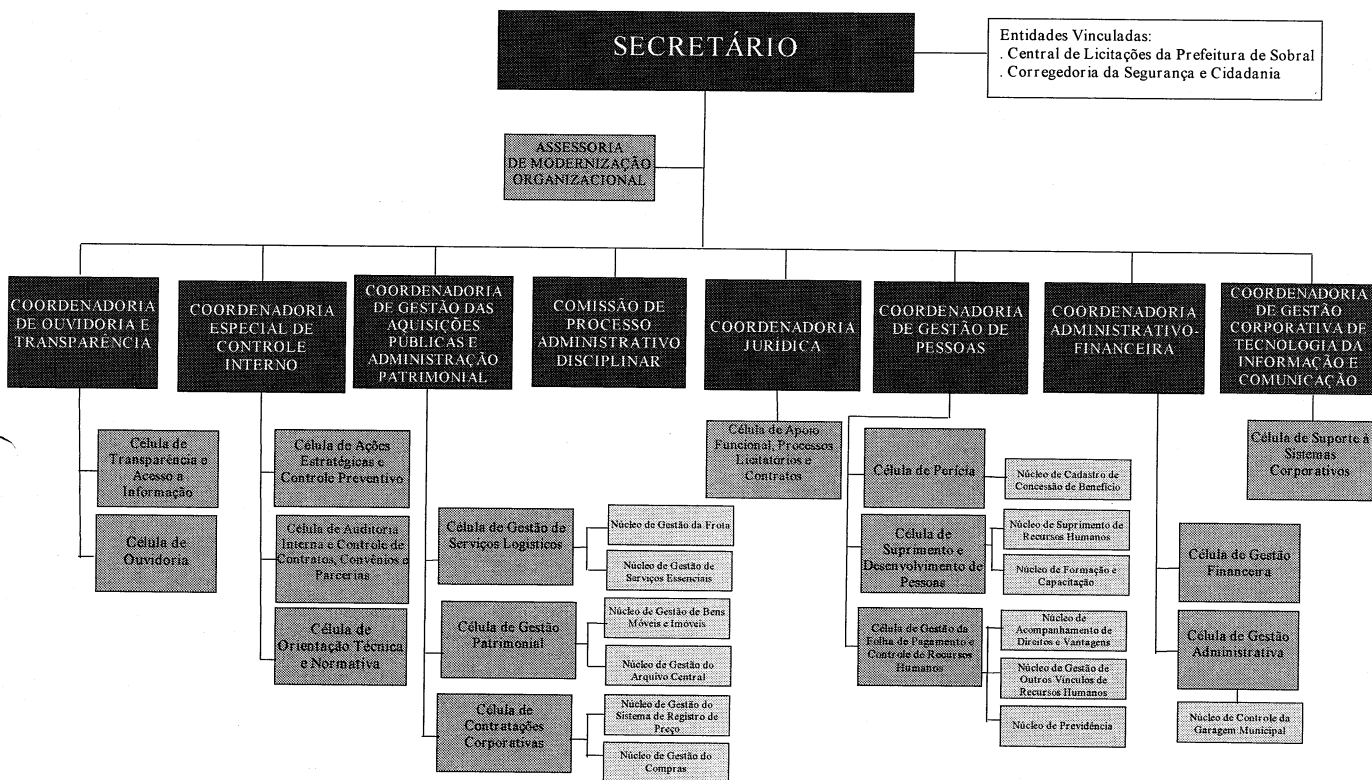 SECRETÁRIO
Entidades Vinculadas:
. Central de Licitações da Prefeitura de Sobral
. Corregedoria da Segurança e Cidadania
ASSESSORIA
DE MODERNIZAÇÃO
ORGANIZACIONAL
COORDENADORIA
DE OUVIDORIA E
TRANSPARÊNCIA
COORDENADORIA
ESPECIAL DE
CONTROLE
INTERNO
COORDENADORIA
DE GESTÃO DAS
AQUISIÇÕES
PÚBLICAS E
ADMINISTRAÇÃO
PATRIMONIAL
COMISSÃO DE
PROCESSO
ADMINISTRATIVO
DISCIPLINAR
COORDENADORIA
JURÍDICA
COORDENADORIA
DE GESTÃO DE
PESSOAS
COORDENADORIA
ADMINISTRATIVO-
FINANCEIRA
COORDENADORIA
DE GESTÃO
CORPORATIVA DE
TECNOLOGIA DA
INFORMAÇÃO E
COMUNICAÇÃO
Célula de
Transparência e
Acesso a
Informação
Célula de
Ouvidoria
Célula de Ações
Estratégicas e
Controle Preventivo
Célula de Auditoria
Interna e Controle de
Contratos, Convênios e
Parcerias
Célula de
Orientação Técnica
e Normativa
Célula de Gestão de
Serviços Logísticos
Núcleo de Gestão da Frota
Núcleo de Gestão de
Serviços Essenciais
Célula de Gestão
Patrimonial
Núcleo de Gestão de Bens
Móveis e Imóveis
Núcleo de Gestão do
Arquivo Central
Célula de
Contratações
Corporativas
Núcleo de Gestão do
Sistema de Registro de
Preço
Núcleo de Gestão do
Compras
Célula de Apoio
Funcional, Processos
Licitatórios e
Contratos
Célula de Perícia
Núcleo de Cadastro de
Concessão de Benefício
Célula de
Suprimento e
Desenvolvimento de
Pessoas
Núcleo de Suprimento de
Recursos Humanos
Núcleo de Formação e
Capacitação
Célula de Gestão da
Folha de Pagamento e
Controle de Recursos
Humanos
Núcleo de
Acompanhamento de
Direitos e Vantagens
Núcleo de Gestão de
Outros Vínculos de
Recursos Humanos
Núcleo de Previdência
Célula de Gestão
Financeira
Célula de Gestão
Administrativa
Núcleo de Controle da
Garagem Municipal
Célula de Suporte à
Sistemas
Corporativos